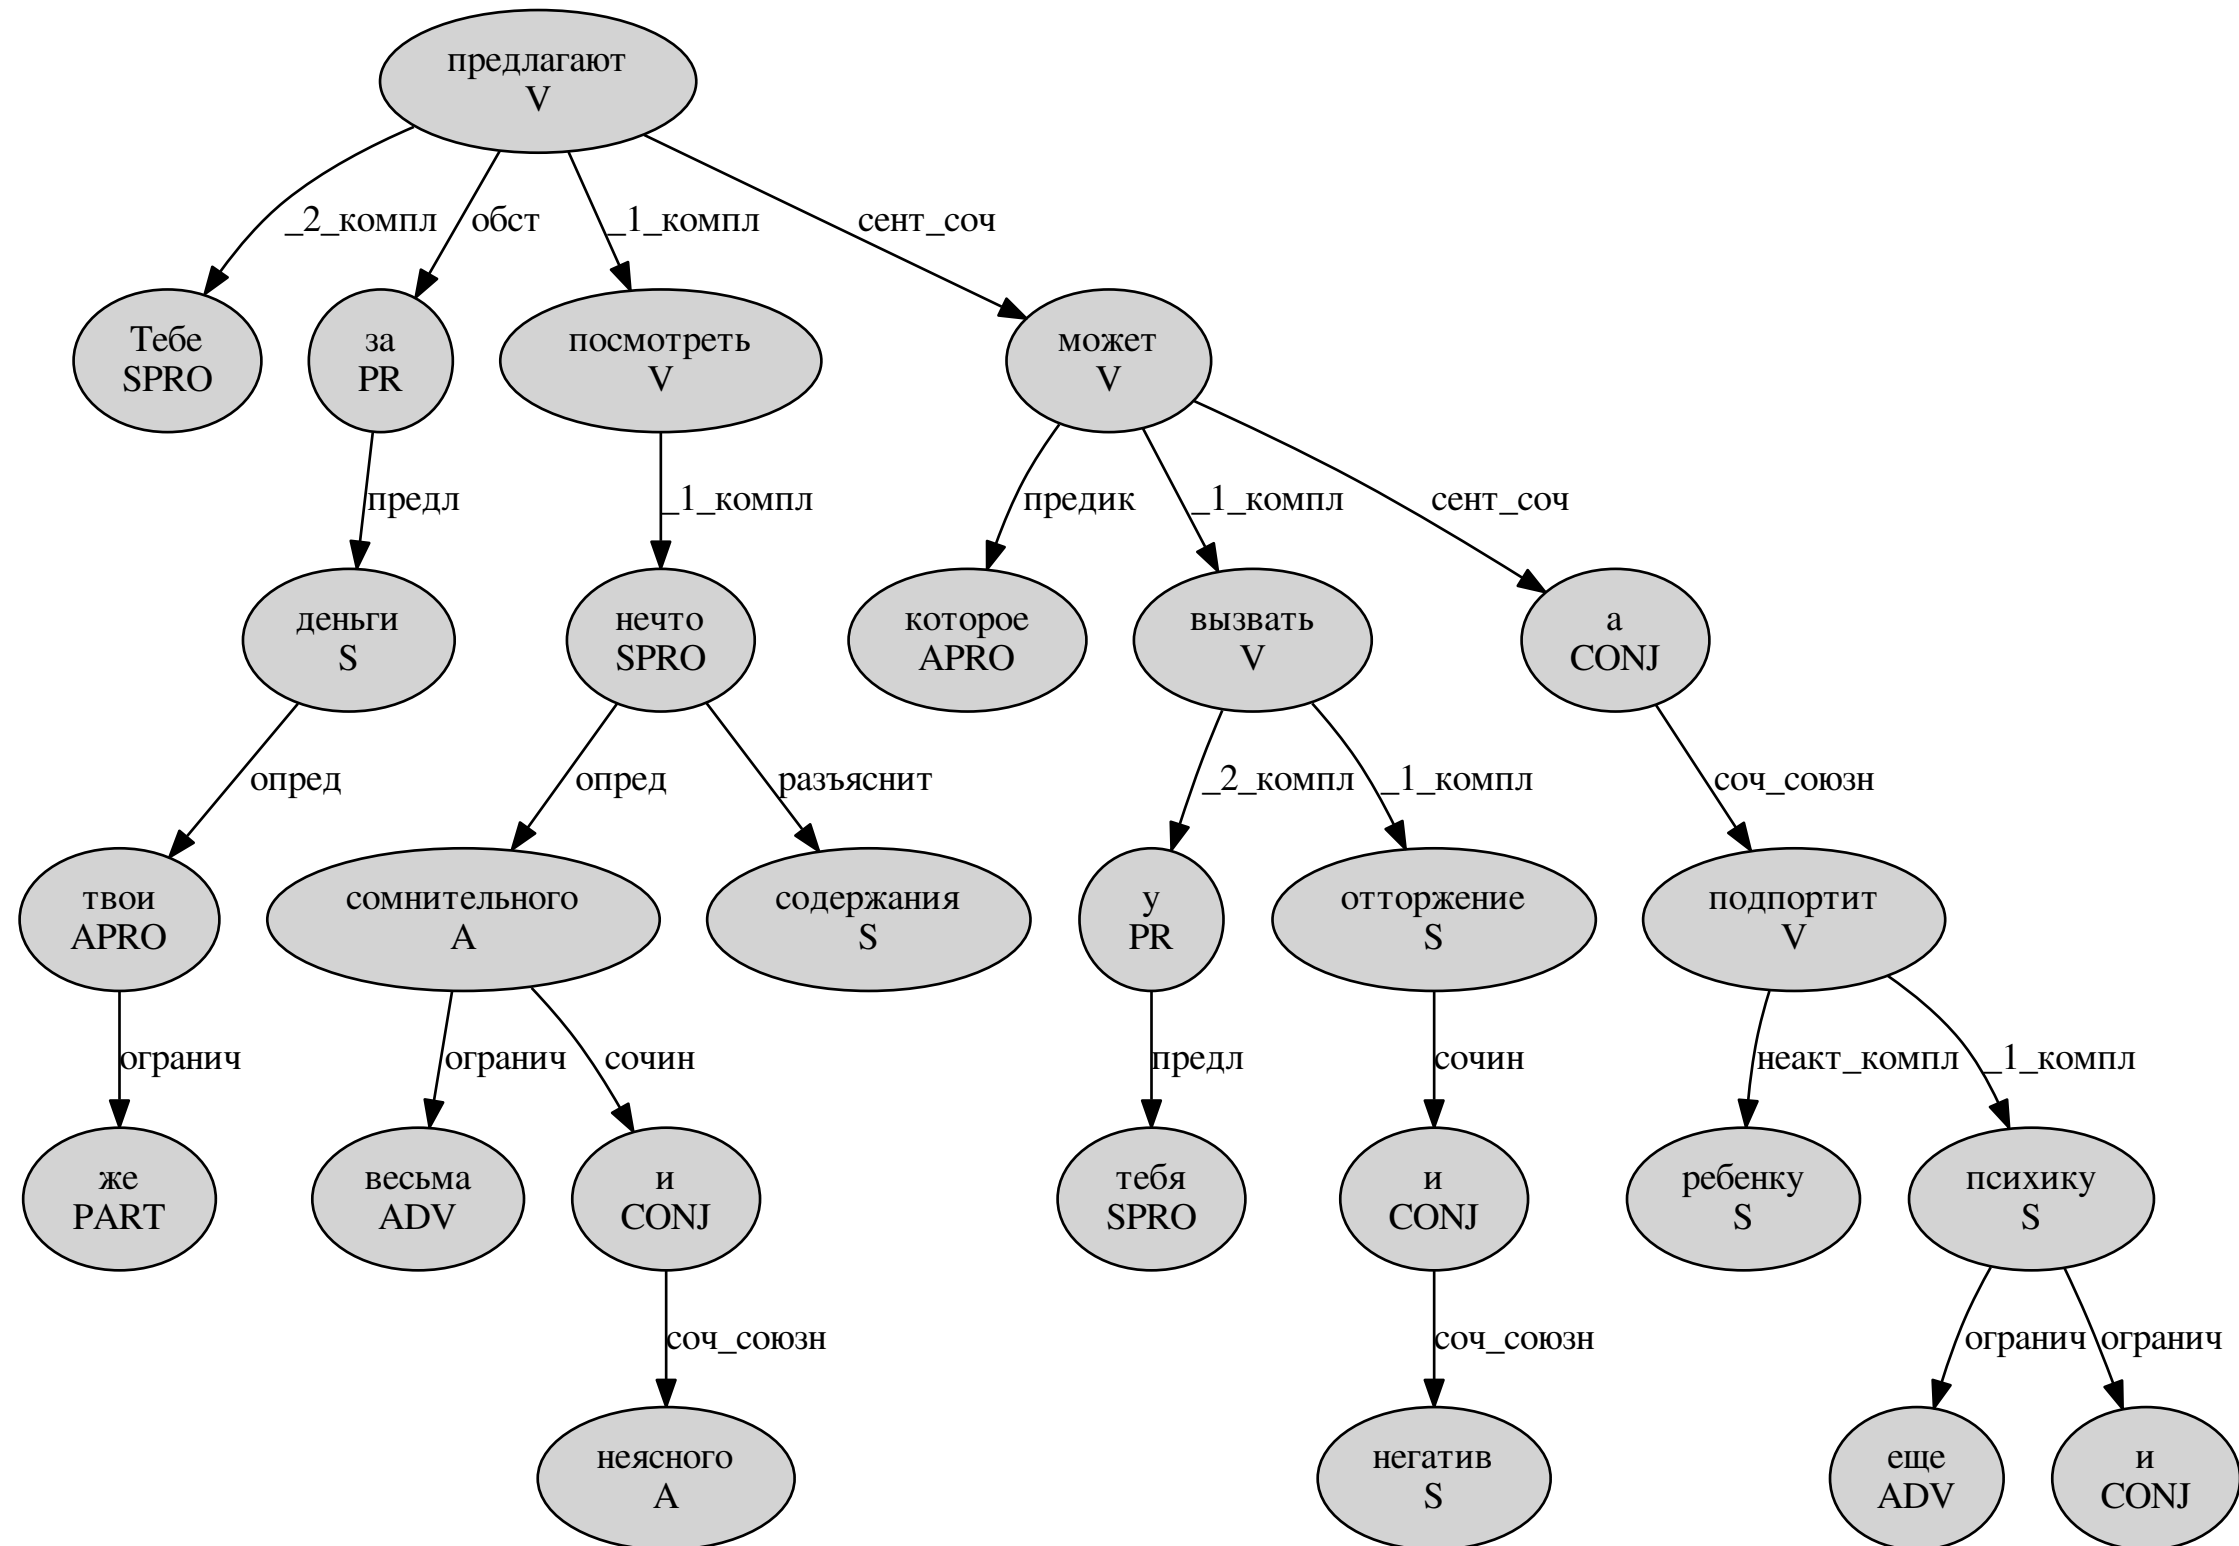 предлагают
V
_2_компл
обст
_1_компл
сент_соч
Тебе
SPRO
за
PR
посмотреть
V
может
V
предл
_1_компл
предик
_1_компл
сент_соч
деньги
S
нечто
SPRO
которое
APRO
вызвать
V
а
CONJ
опред
опред
разъяснит
_2_компл
_1_компл
соч_союзн
твои
APRO
сомнительного
A
содержания
S
у
PR
отторжение
S
подпортит
V
огранич
огранич
сочин
предл
сочин
неакт_компл
_1_компл
же
PART
весьма
ADV
и
CONJ
тебя
SPRO
и
CONJ
ребенку
S
психику
S
соч_союзн
соч_союзн
огранич
огранич
неясного
A
негатив
S
еще
ADV
и
CONJ